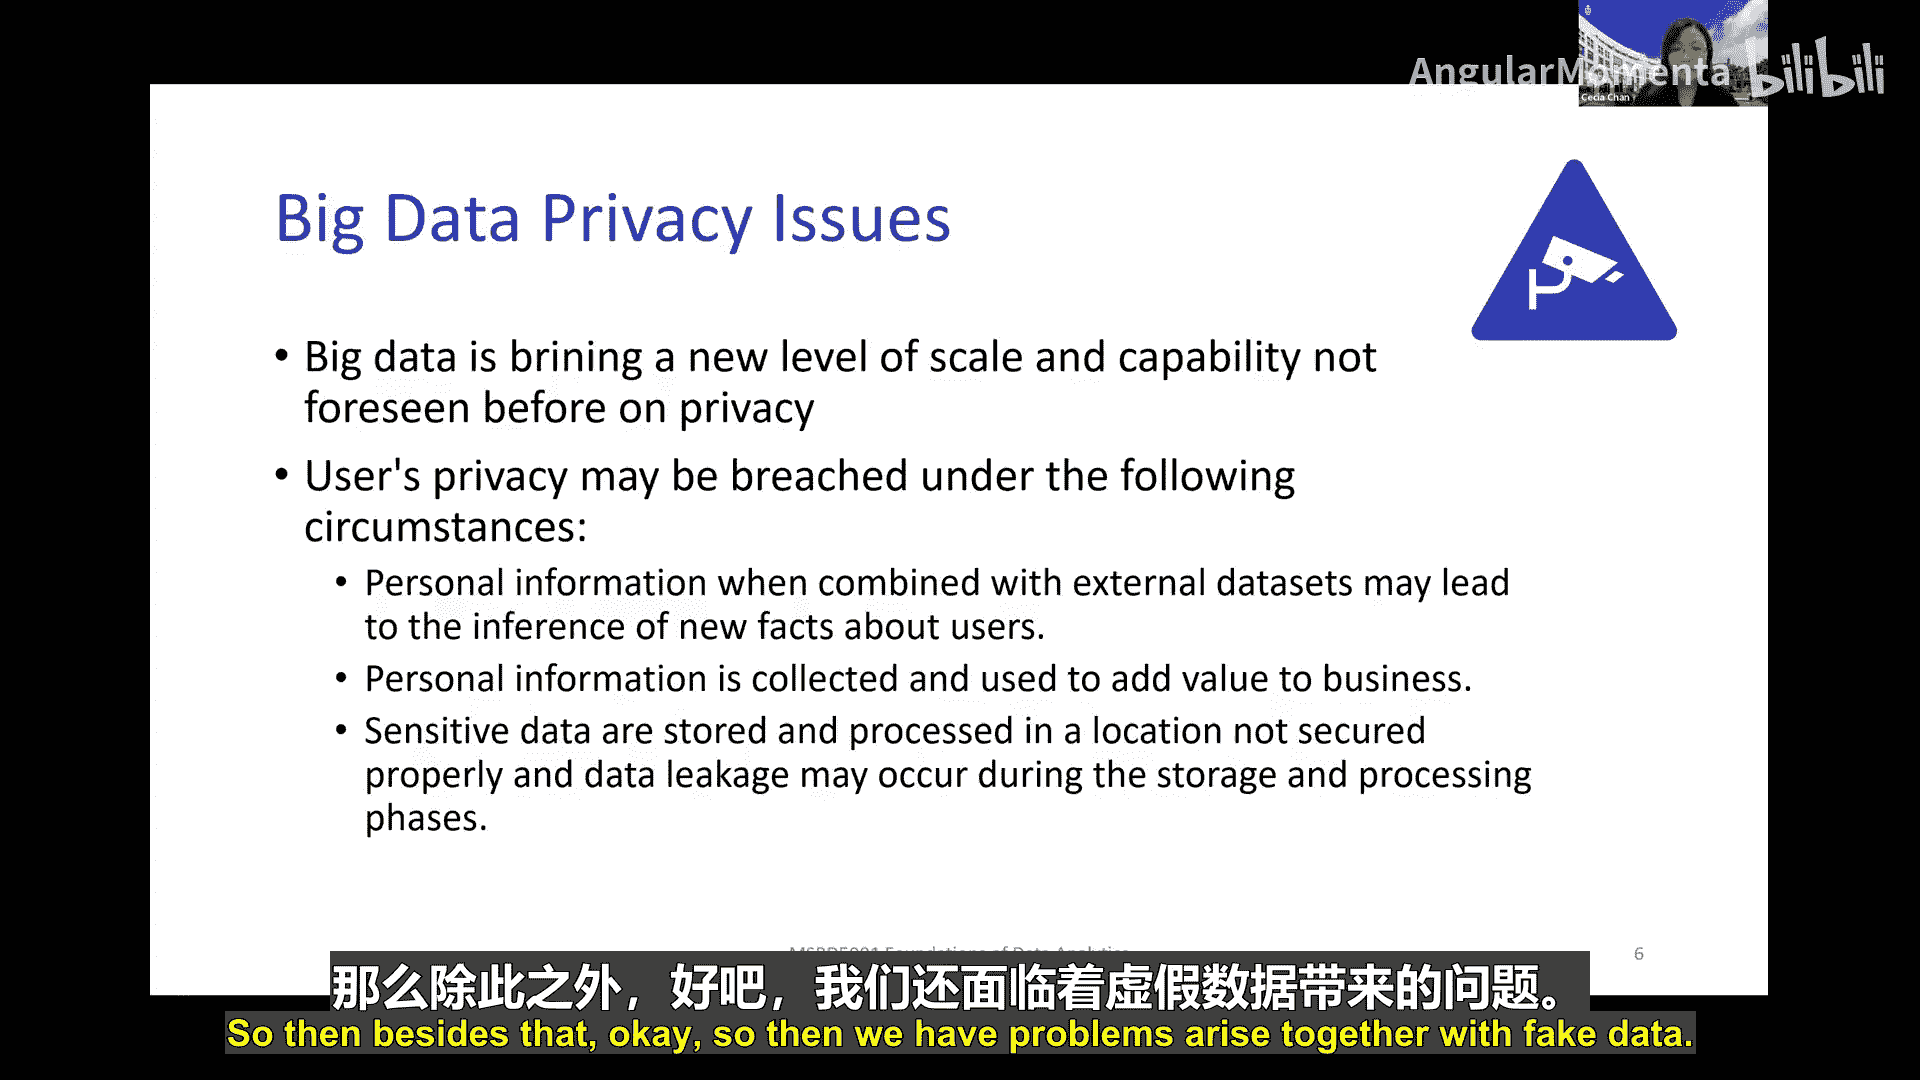 AngularMomenta bilibili
Cecia Chan
Big Data Privacy Issues
• Big data is brining a new level of scale and capability not
foreseen before on privacy
• User's privacy may be breached under the following
circumstances:
• Personal information when combined with external datasets may lead
to the inference of new facts about users.
• Personal information is collected and used to add value to business.
• Sensitive data are stored and processed in a location not secured
properly and data leakage may occur during the storage and processing
phases.
6
那么除此之外，好吧，我们还面临着虚假数据带来的问题。
So then besides that, okay, so then we have problems arise together with fake data.